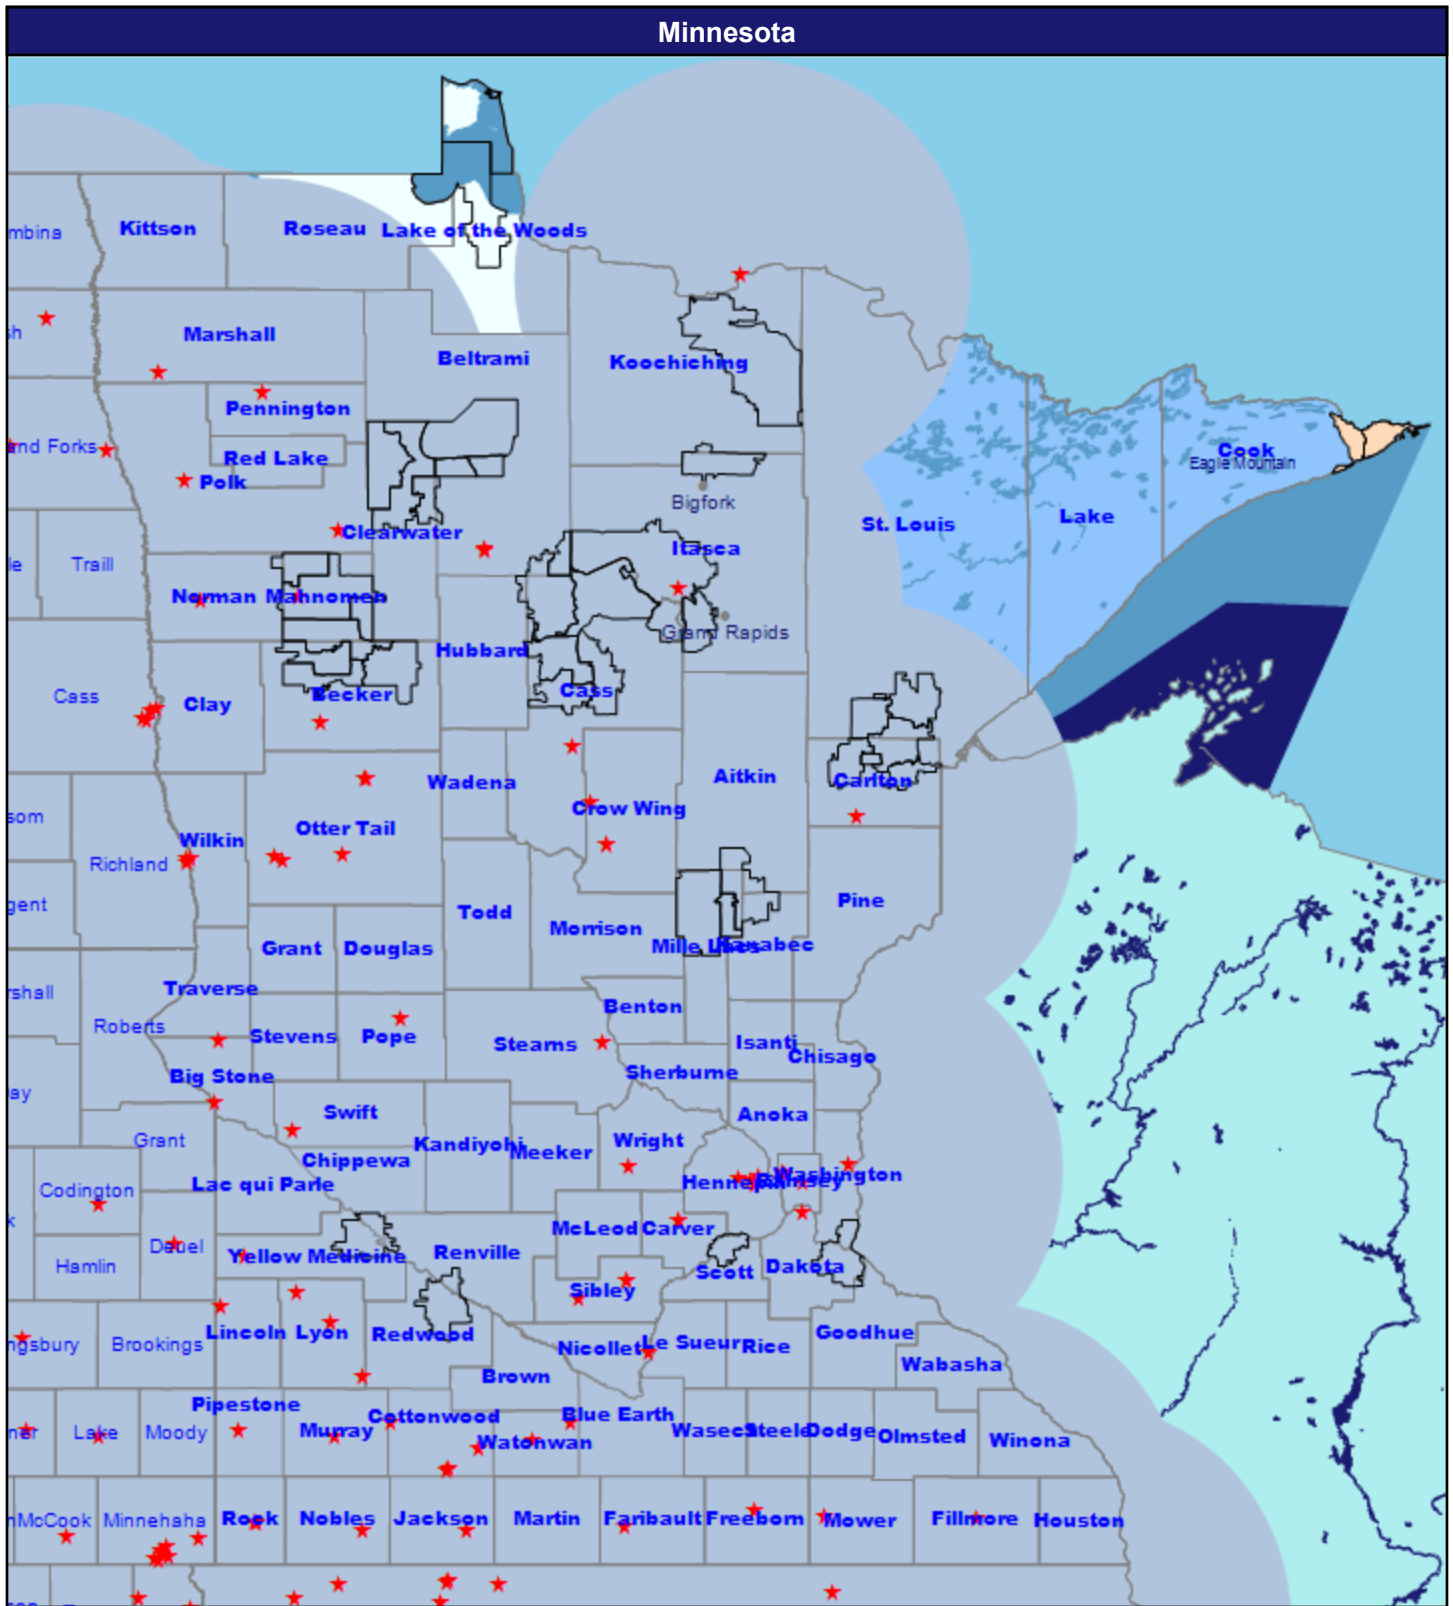 Minnesota
mbina
Kittson
Roseau
Lake of the Woods
sh
Marshall
Beltrami
Koochiching
Pennington
and Forks
Red Lake
Polk
Cook
Eagle Mountain
Bigfork
St. Louis
Lake
Clearwater
Itasca
le
Traill
Norman
Mahnomen
Grand Rapids
Hubbard
Cass
Clay
Becker
Cass
Wadena
Aitkin
Carlton
som
Crow Wing
Wilkin
Otter Tail
Richland
gent
Todd
Pine
Morrison
Grant
Douglas
Mille Lacs
Kanabec
rshall
Traverse
Roberts
Stevens
Pope
Benton
Stearns
Isanti
Chisago
Big Stone
Sherburne
ay
Swift
Anoka
Grant
Kandiyohi
Meeker
Wright
Chippewa
Codington
Lac qui Parle
Hennepin
Ramsey
Washington
k
McLeod
Carver
Deuel
Yellow Medicine
Renville
Hamlin
Scott
Dakota
Sibley
ngsbury
Brookings
Lincoln
Lyon
Redwood
Nicollet
Le Sueur
Rice
Goodhue
Brown
Wabasha
Pipestone
Cottonwood
Blue Earth
ner
Lake
Moody
Murray
Watonwan
Waseca
Steele
Dodge
Olmsted
Winona
McCook
Minnehaha
Rock
Nobles
Jackson
Martin
Faribault
Freeborn
Mower
Fillmore
Houston